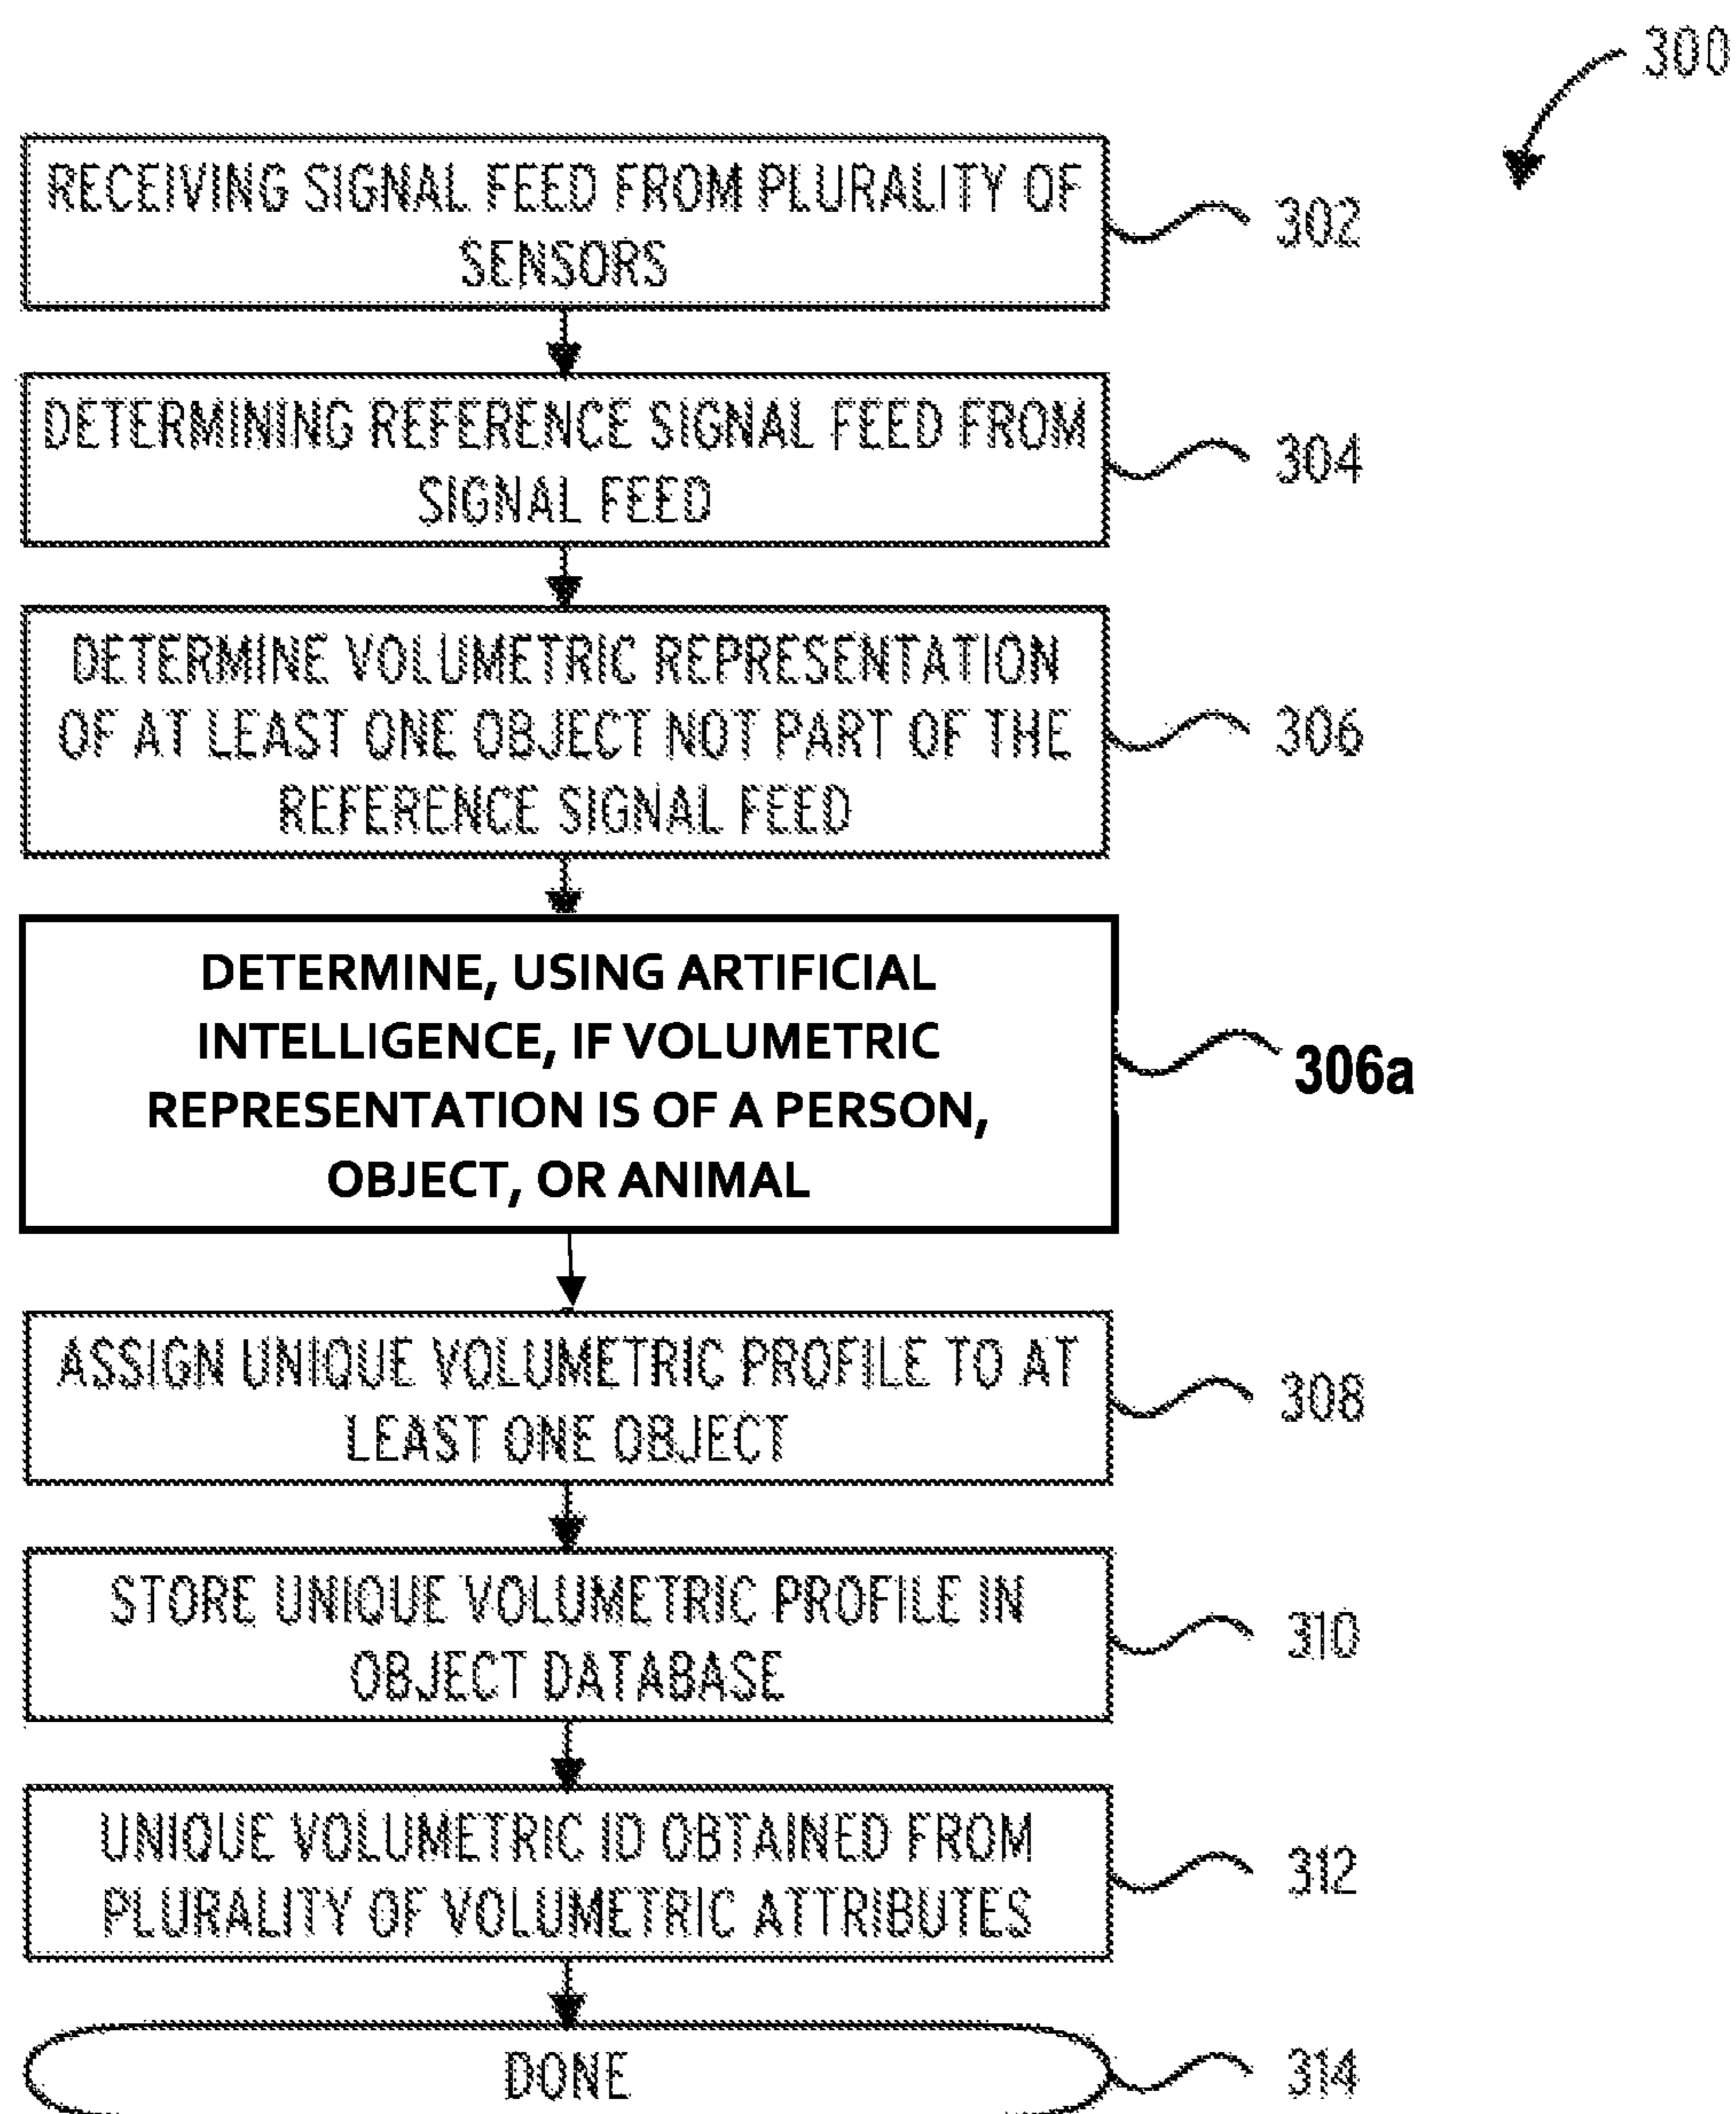 300
RECEIVING SIGNAL FEED FROM PLURALITY OF
SENSORS
302
DETERMINING REFERENCE SIGNAL FEED FROM
SIGNAL FEED
304
DETERMINE VOLUMETRIC REPRESENTATION
OF AT LEAST ONE OBJECT NOT PART OF THE
REFERENCE SIGNAL FEED
306
DETERMINE, USING ARTIFICIAL
INTELLIGENCE, IF VOLUMETRIC
REPRESENTATION IS OF A PERSON,
OBJECT, OR ANIMAL
306a
ASSIGN UNIQUE VOLUMETRIC PROFILE TO AT
LEAST ONE OBJECT
308
STORE UNIQUE VOLUMETRIC PROFILE IN
OBJECT DATABASE
310
UNIQUE VOLUMETRIC ID OBTAINED FROM
PLURALITY OF VOLUMETRIC ATTRIBUTES
312
DONE
314